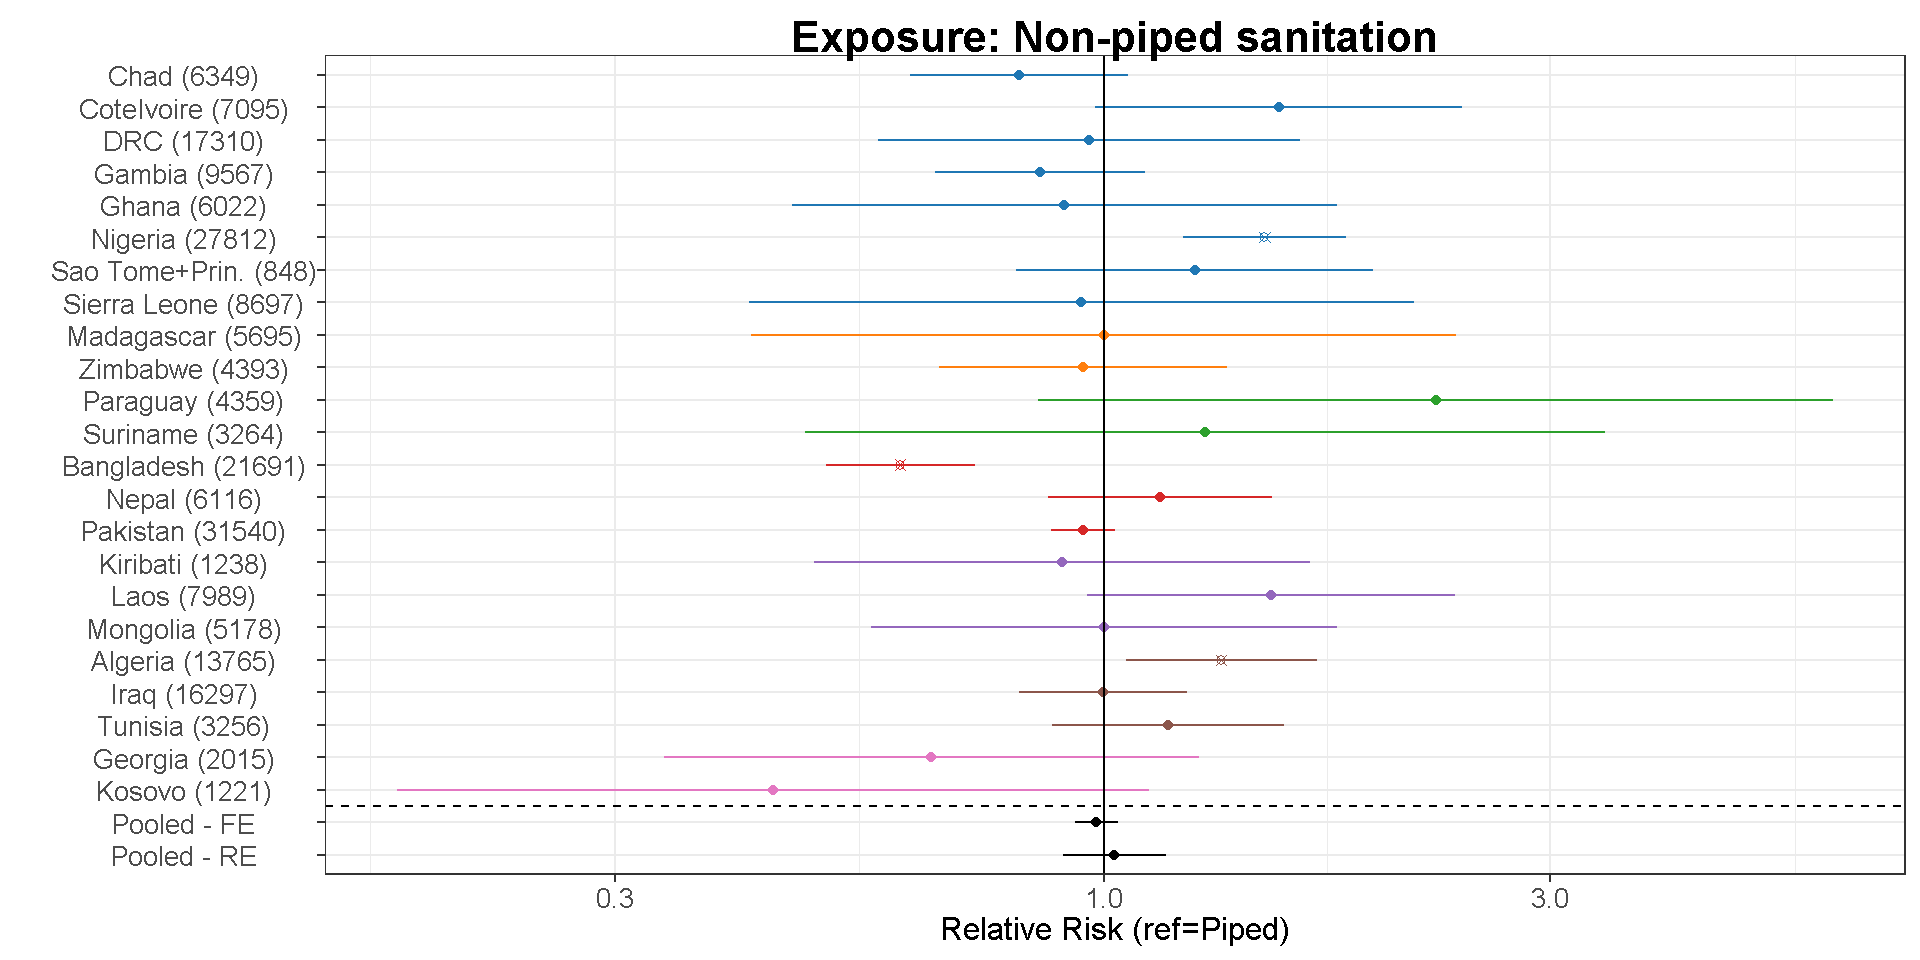 Exposure: Non-piped sanitation
Chad (6349)
CoteIvoire (7095)
DRC (17310)
Gambia (9567)
Ghana (6022)
Nigeria (27812)
Sao Tome+Prin. (848)
Sierra Leone (8697)
Madagascar (5695)
Zimbabwe (4393)
Paraguay (4359)
Suriname (3264)
Bangladesh (21691)
Nepal (6116)
Pakistan (31540)
Kiribati (1238)
Laos (7989)
Mongolia (5178)
Algeria (13765)
Iraq (16297)
Tunisia (3256)
Georgia (2015)
Kosovo (1221)
Pooled - FE
Pooled - RE
0.3 1.0 3.0
Relative Risk (ref=Piped)